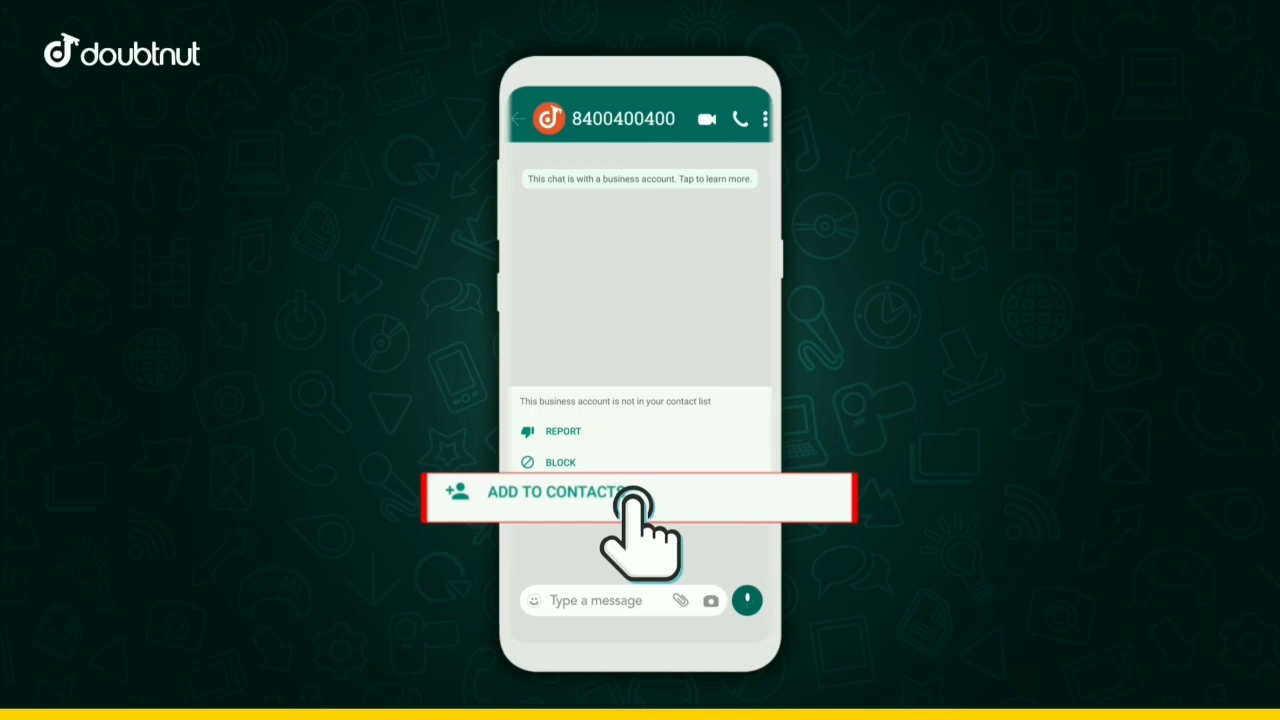 doubtnut
8400400400
This chat is with a business account. Tap to learn more.
This business account is not in your contact list
REPORT
BLOCK
ADD TO CONTACTS
Type a message